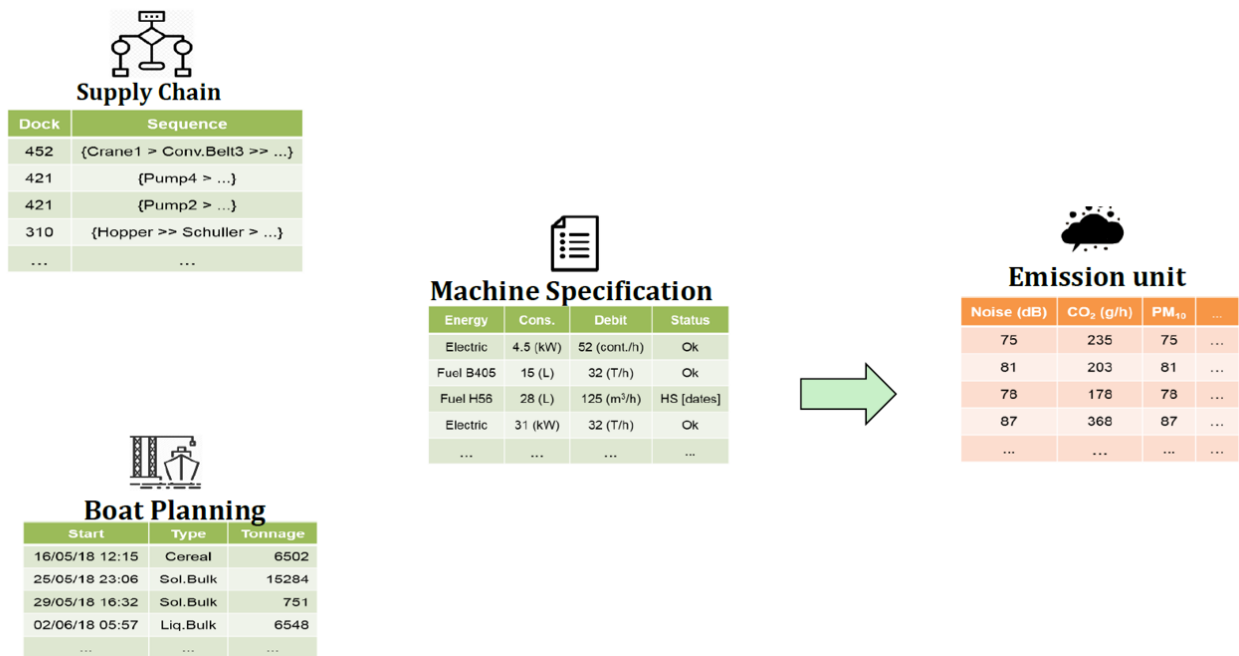 Supply Chain
Dock Sequence
452 {Crane1 > Conv.Belt3 >> ...}
421 {Pump4 > ...}
421 {Pump2 > ...}
310 {Hopper >> Schuller > ...}
... ...
Machine Specification
Energy Cons. Debit Status
Electric 4.5 (kW) 52 (cont./h) Ok
Fuel B405 15 (L) 32 (T/h) Ok
Fuel H56 28 (L) 125 (m³/h) HS [dates]
Electric 31 (kW) 32 (T/h) Ok
... ... ... ...
Emission unit
Noise (dB) CO₂ (g/h) PM₁₀ ...
75 235 75 ...
81 203 81 ...
78 178 78 ...
87 368 87 ...
... ... ... ...
Boat Planning
Start Type Tonnage
16/05/18 12:15 Cereal 6502
25/05/18 23:06 Sol.Bulk 15284
29/05/18 16:32 Sol.Bulk 751
02/06/18 05:57 Liq.Bulk 6548
... ... ...